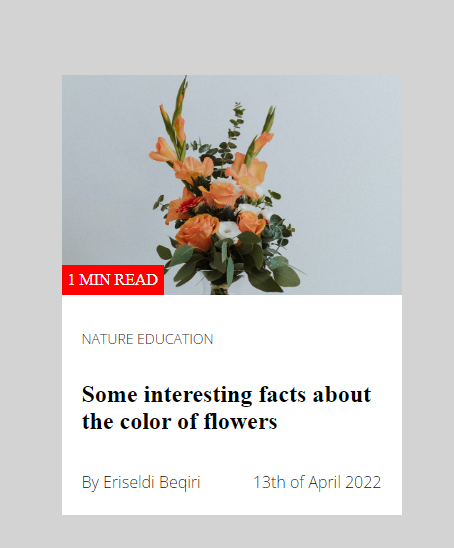 1 MIN READ
NATURE EDUCATION
Some interesting facts about
the color of flowers
By Eriseldi Beqiri 13th of April 2022